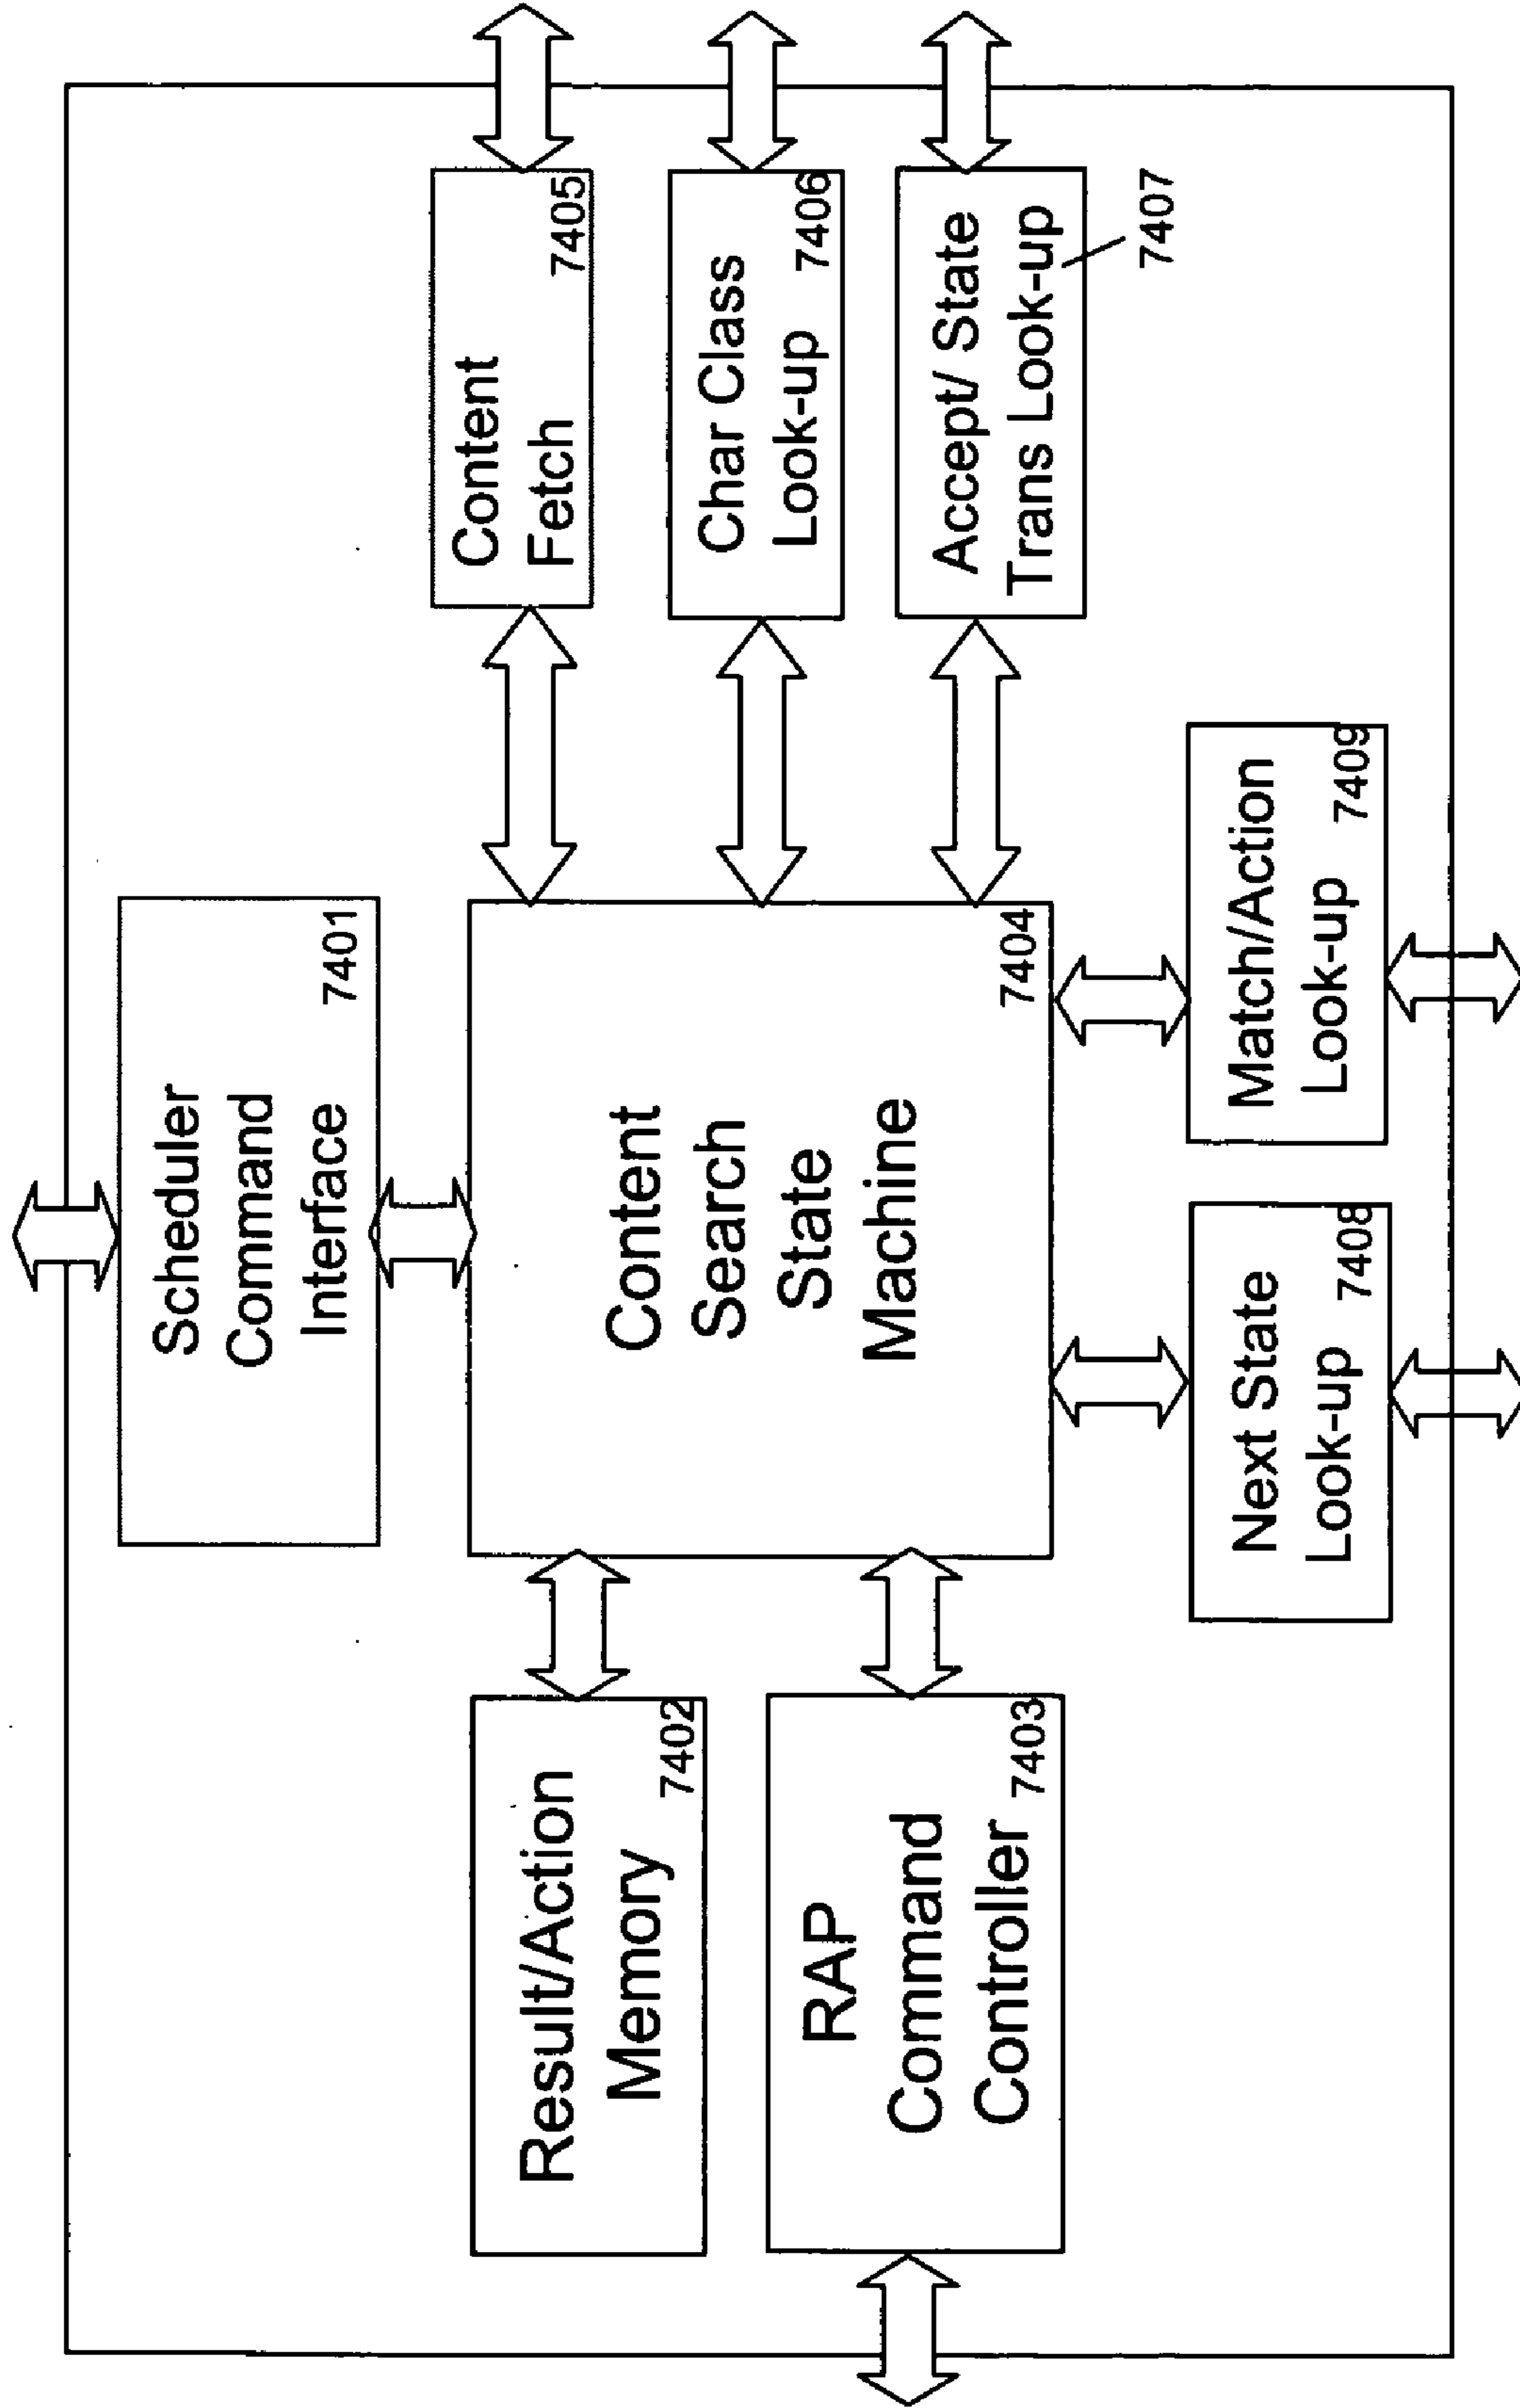 Scheduler
Command
Interface
7401
Result/Action
Memory
7402
RAP
Command
Controller
7403
Content
Search
State
Machine
7404
Content
Fetch
7405
Char Class
Look-up
7406
Accept/ State
Trans Look-up
7407
Next State
Look-up
7408
Match/Action
Look-up
7409